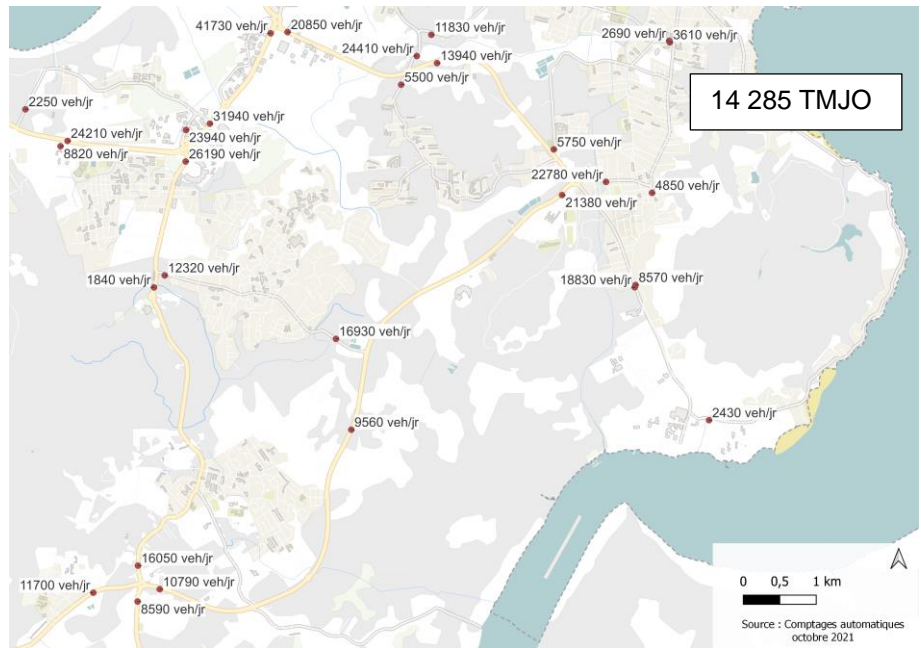 41730 veh/jr
20850 veh/jr
11830 veh/jr
2690 veh/jr
3610 veh/jr
24410 veh/jr
13940 veh/jr
5500 veh/jr
14 285 TMJO
2250 veh/jr
31940 veh/jr
24210 veh/jr
23940 veh/jr
8820 veh/jr
26190 veh/jr
5750 veh/jr
22780 veh/jr
4850 veh/jr
21380 veh/jr
12320 veh/jr
1840 veh/jr
18830 veh/jr
8570 veh/jr
16930 veh/jr
9560 veh/jr
2430 veh/jr
16050 veh/jr
11700 veh/jr
10790 veh/jr
8590 veh/jr
0 0,5 1 km
Source : Comptages automatiques
octobre 2021